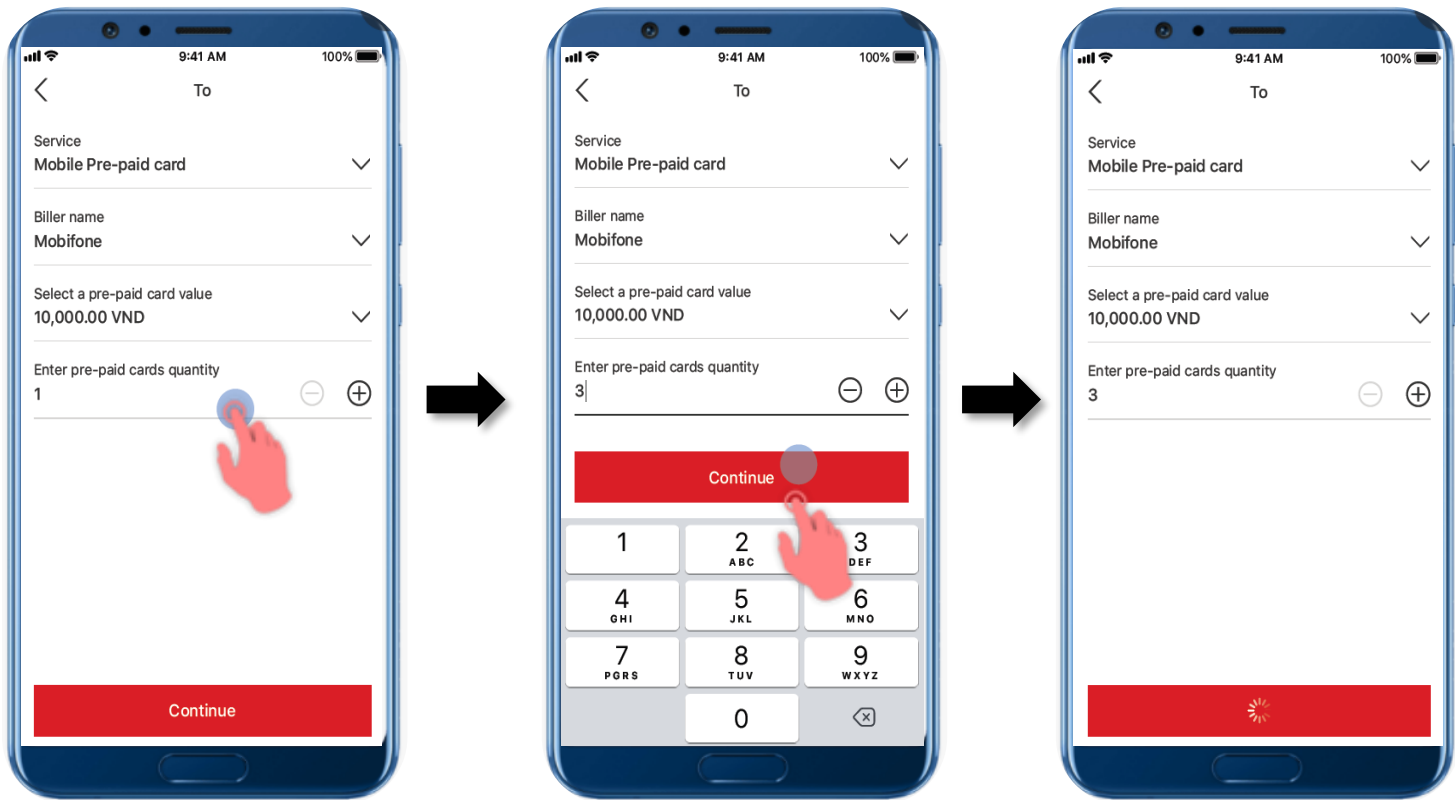 9:41 AM 100%
To
Service
Mobile Pre-paid card
Biller name
Mobifone
Select a pre-paid card value
10,000.00 VND
Enter pre-paid cards quantity
1
Continue
9:41 AM 100%
To
Service
Mobile Pre-paid card
Biller name
Mobifone
Select a pre-paid card value
10,000.00 VND
Enter pre-paid cards quantity
3
Continue
1 2 3
ABC DEF
4 5 6
GHI JKL MNO
7 8 9
PGRS TUV WXYZ
0
9:41 AM 100%
To
Service
Mobile Pre-paid card
Biller name
Mobifone
Select a pre-paid card value
10,000.00 VND
Enter pre-paid cards quantity
3